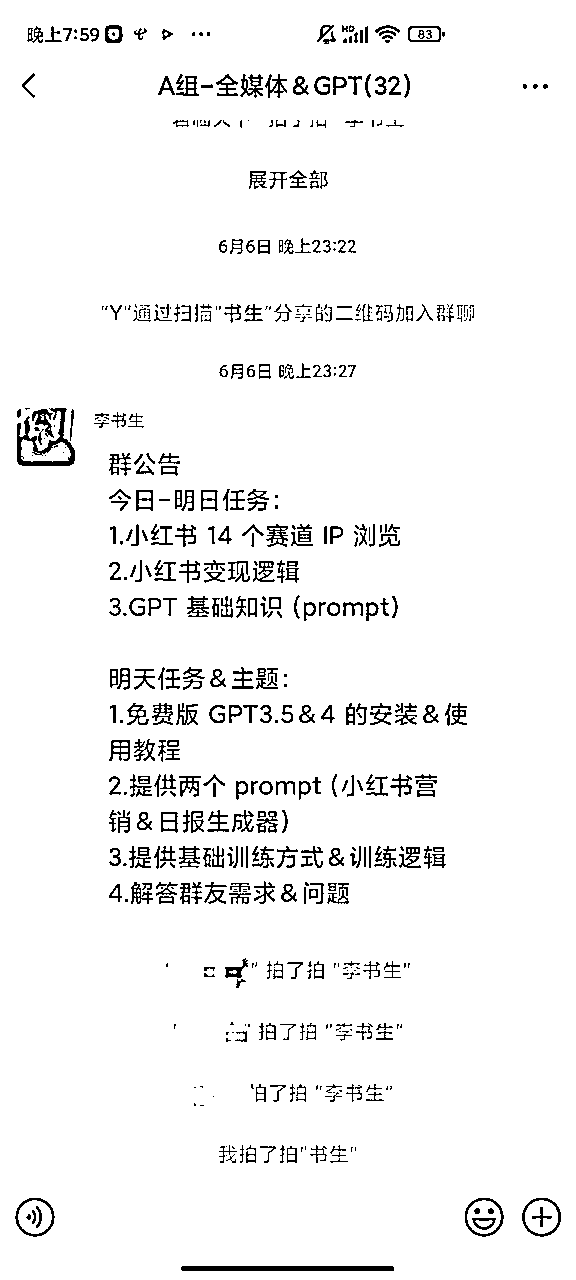 晚上7:59
HD
83
A组-全媒体&GPT(32)
展开全部
6月6日 晚上23:22
"Y"通过扫描"书生"分享的二维码加入群聊
6月6日 晚上23:27
李书生
群公告
今日-明日任务:
1.小红书 14 个赛道 IP 浏览
2.小红书变现逻辑
3.GPT 基础知识 (prompt)
明天任务&主题:
1.免费版 GPT3.5&4 的安装&使
用教程
2.提供两个 prompt (小红书营
销&日报生成器)
3.提供基础训练方式&训练逻辑
4.解答群友需求&问题
" 拍了拍 "李书生"
" 拍了拍 "李书生"
拍了拍 "李书生"
我拍了拍"书生"